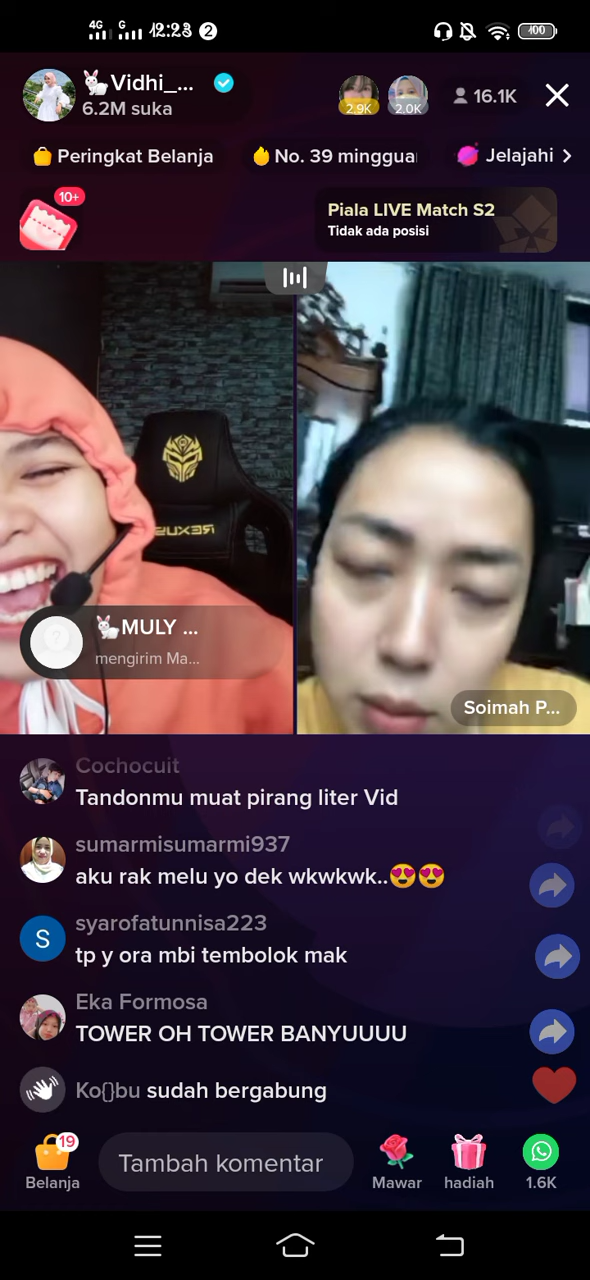 4G G 12:28 2 100
Vidhi_...
6.2M suka
2.9K 2.0K 16.1K
Peringkat Belanja No. 39 minggua Jelajahi
10+
Piala LIVE Match S2
Tidak ada posisi
REXUS
MULY ...
mengirim Ma...
Soimah P...
Cochocuit
Tandonmu muat pirang liter Vid
sumarmisumarmi937
aku rak melu yo dek wkwkwk..😍😍
syarofatunnisa223
S
tp y ora mbi tembolok mak
Eka Formosa
TOWER OH TOWER BANYUUUU
Ko{}bu sudah bergabung
19
Belanja
Tambah komentar
Mawar
hadiah
1.6K